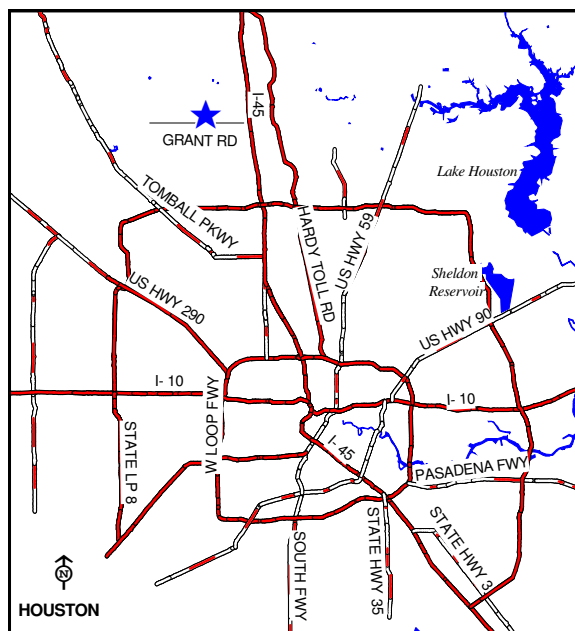 I-45
GRANT RD
Lake Houston
TOMBALL PKWY
HARDY TOLL RD
US HWY 59
Sheldon
Reservoir
US HWY 290
US HWY 90
I- 10
W LOOP FWY
I- 10
STATE LP 8
I- 45
PASADENA FWY
SOUTH FWY
STATE HWY 35
STATE HWY 3
N
HOUSTON